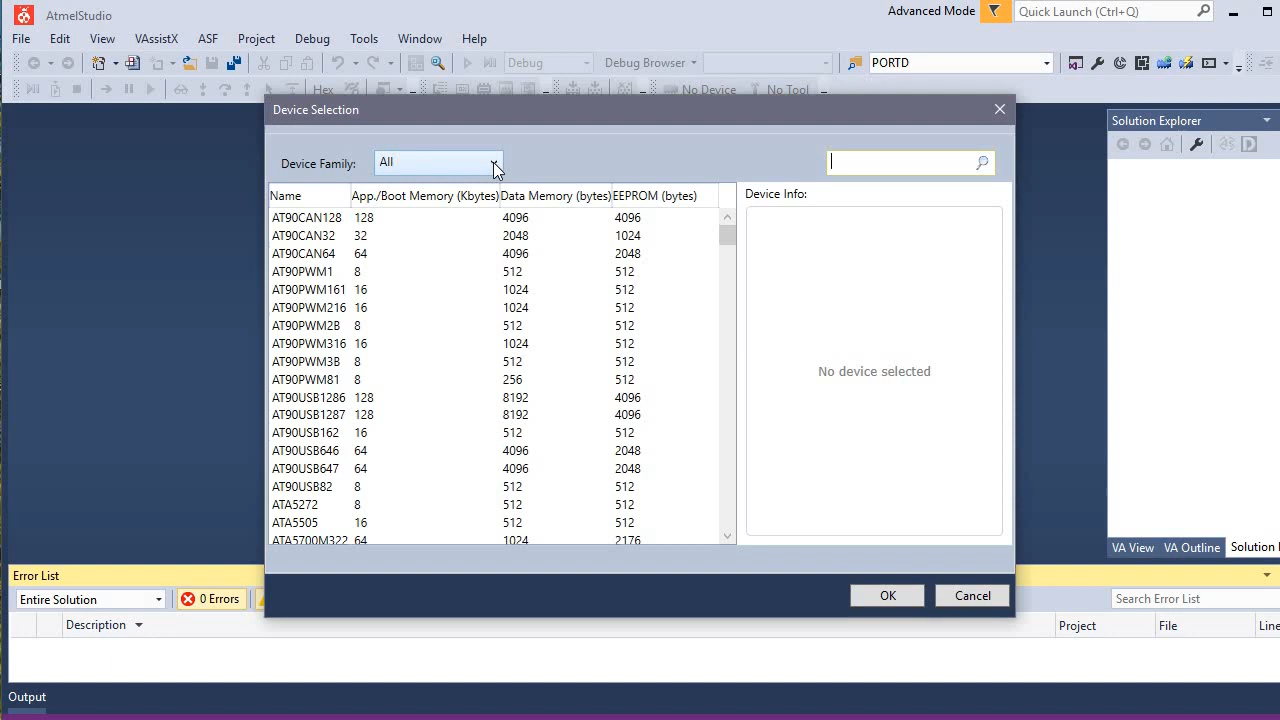 AtmelStudio
Advanced Mode
Quick Launch (Ctrl+Q)
File Edit View VAssistX ASF Project Debug Tools Window Help
Debug Debug Browser PORTD
Hex No Device No Tool
Device Selection
Solution Explorer
Device Family: All
Name App./Boot Memory (Kbytes) Data Memory (bytes) EEPROM (bytes)
Device Info:
AT90CAN128 128 4096 4096
AT90CAN32 32 2048 1024
AT90CAN64 64 4096 2048
AT90PWM1 8 512 512
AT90PWM161 16 1024 512
AT90PWM216 16 1024 512
AT90PWM2B 8 512 512
AT90PWM316 16 1024 512
AT90PWM3B 8 512 512
No device selected
AT90PWM81 8 256 512
AT90USB1286 128 8192 4096
AT90USB1287 128 8192 4096
AT90USB162 16 512 512
AT90USB646 64 4096 2048
AT90USB647 64 4096 2048
AT90USB82 8 512 512
ATA5272 8 512 512
ATA5505 16 512 512
ATA5700M322 64 1024 2176
VA View VA Outline Solution
Error List
OK Cancel
Entire Solution 0 Errors Search Error List
Description Project File Line
Output